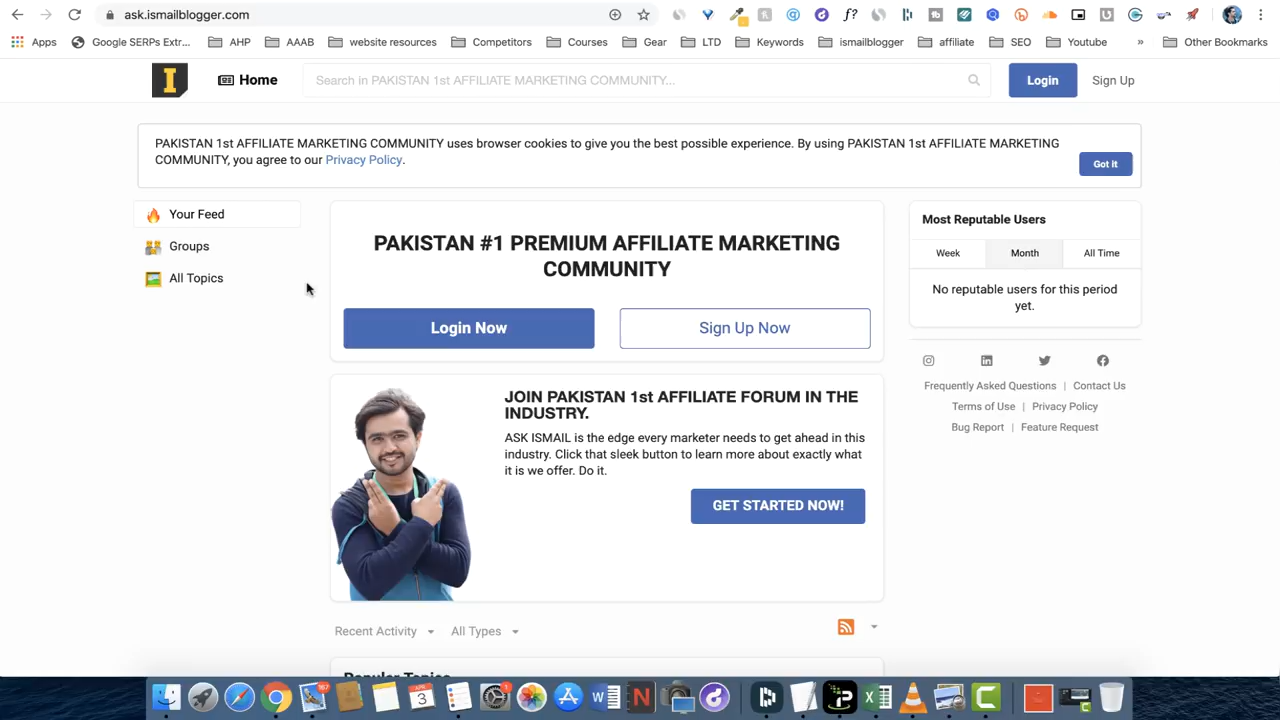 ask.ismailblogger.com
f?
Apps
Google SERPs Extr...
AHP
AAAB
website resources
Competitors
Courses
Gear
LTD
Keywords
ismailblogger
affiliate
SEO
Youtube
»
Other Bookmarks
I
Home
Search in PAKISTAN 1st AFFILIATE MARKETING COMMUNITY...
Login
Sign Up
PAKISTAN 1st AFFILIATE MARKETING COMMUNITY uses browser cookies to give you the best possible experience. By using PAKISTAN 1st AFFILIATE MARKETING
COMMUNITY, you agree to our Privacy Policy.
Got it
Your Feed
Groups
All Topics
PAKISTAN #1 PREMIUM AFFILIATE MARKETING
COMMUNITY
Login Now
Sign Up Now
JOIN PAKISTAN 1st AFFILIATE FORUM IN THE
INDUSTRY.
ASK ISMAIL is the edge every marketer needs to get ahead in this
industry. Click that sleek button to learn more about exactly what
it is we offer. Do it.
GET STARTED NOW!
Recent Activity
All Types
Popular Topics
Most Reputable Users
Week
Month
All Time
No reputable users for this period
yet.
Frequently Asked Questions | Contact Us
Terms of Use | Privacy Policy
Bug Report | Feature Request
APR
3